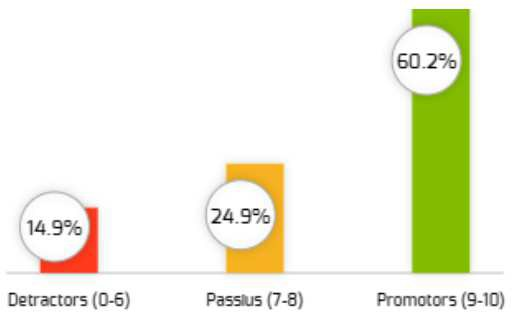 60.2%
24.9%
14.9%
Detractors (0-6)
Passius (7-8)
Promotors (9-10)